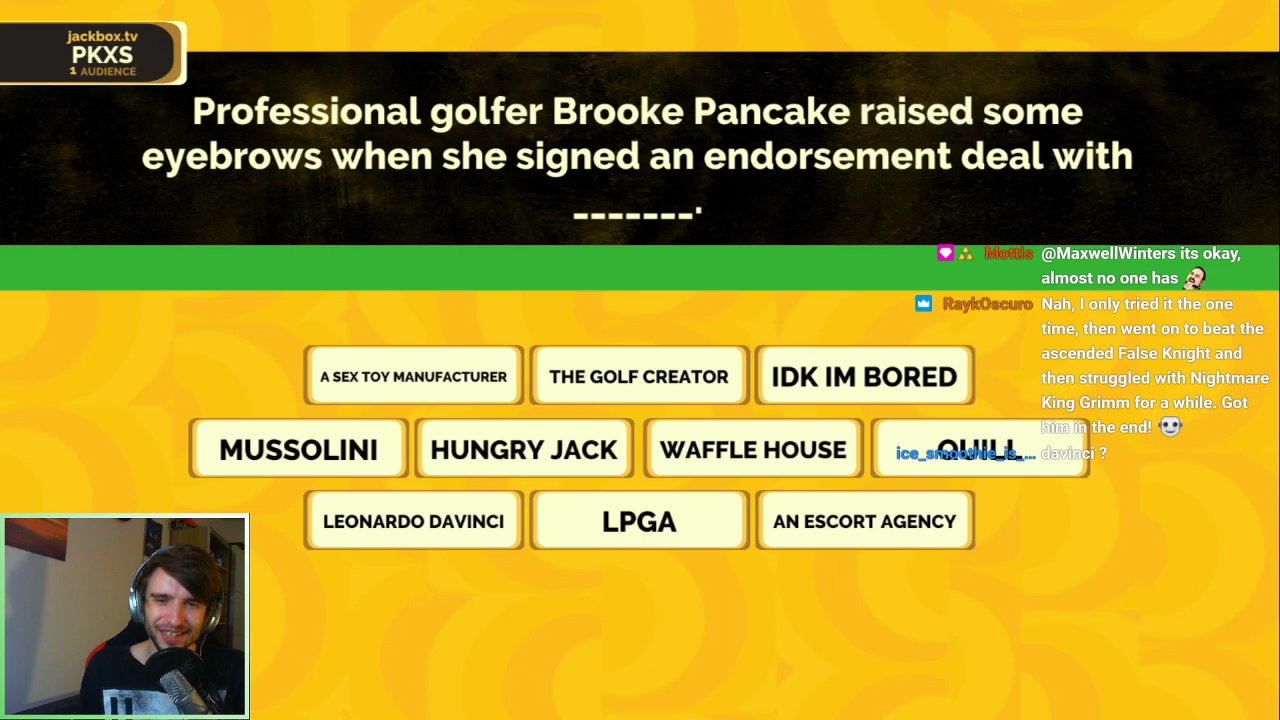 jackbox.tv
PKXS
1 AUDIENCE
Professional golfer Brooke Pancake raised some
eyebrows when she signed an endorsement deal with
_______.
Mottis @MaxwellWinters its okay,
almost no one has
RaykOscuro Nah, I only tried it the one
time, then went on to beat the
ascended False Knight and
then struggled with Nightmare
King Grimm for a while. Got
him in the end!
ice_smoothie_is_... davinci ?
A SEX TOY MANUFACTURER
THE GOLF CREATOR
IDK IM BORED
MUSSOLINI
HUNGRY JACK
WAFFLE HOUSE
QUILL
LEONARDO DAVINCI
LPGA
AN ESCORT AGENCY